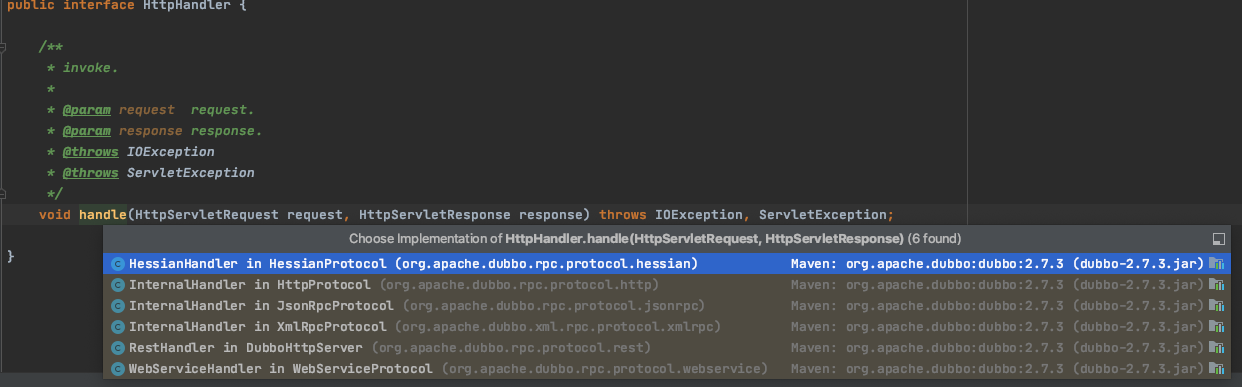 public interface HttpHandler {
/**
* invoke.
*
* @param request  request.
* @param response response.
* @throws IOException
* @throws ServletException
*/
void handle(HttpServletRequest request, HttpServletResponse response) throws IOException, ServletException;
Choose Implementation of HttpHandler.handle(HttpServletRequest, HttpServletResponse) (6 found)
}
C HessianHandler in HessianProtocol (org.apache.dubbo.rpc.protocol.hessian) Maven: org.apache.dubbo:dubbo:2.7.3 (dubbo-2.7.3.jar)
C InternalHandler in HttpProtocol (org.apache.dubbo.rpc.protocol.http) Maven: org.apache.dubbo:dubbo:2.7.3 (dubbo-2.7.3.jar)
C InternalHandler in JsonRpcProtocol (org.apache.dubbo.rpc.protocol.jsonrpc) Maven: org.apache.dubbo:dubbo:2.7.3 (dubbo-2.7.3.jar)
C InternalHandler in XmlRpcProtocol (org.apache.dubbo.xml.rpc.protocol.xmlrpc) Maven: org.apache.dubbo:dubbo:2.7.3 (dubbo-2.7.3.jar)
C RestHandler in DubboHttpServer (org.apache.dubbo.rpc.protocol.rest) Maven: org.apache.dubbo:dubbo:2.7.3 (dubbo-2.7.3.jar)
C WebServiceHandler in WebServiceProtocol (org.apache.dubbo.rpc.protocol.webservice) Maven: org.apache.dubbo:dubbo:2.7.3 (dubbo-2.7.3.jar)